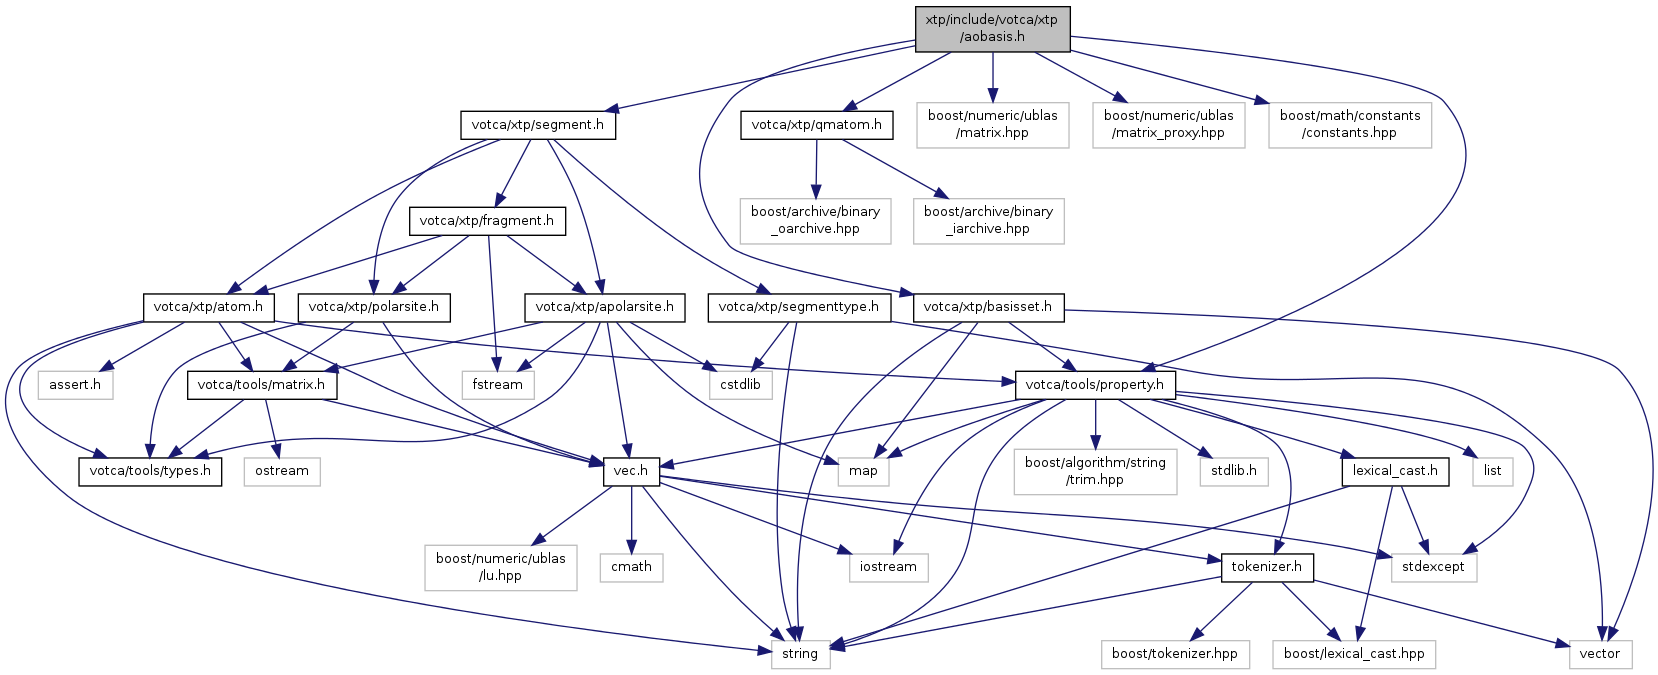 xtp/include/votca/xtp
/aobasis.h
votca/xtp/segment.h
votca/xtp/qmatom.h
boost/numeric/ublas
/matrix.hpp
boost/numeric/ublas
/matrix_proxy.hpp
boost/math/constants
/constants.hpp
votca/xtp/fragment.h
boost/archive/binary
_oarchive.hpp
boost/archive/binary
_iarchive.hpp
votca/xtp/atom.h
votca/xtp/polarsite.h
votca/xtp/apolarsite.h
votca/xtp/segmenttype.h
votca/xtp/basisset.h
assert.h
votca/tools/matrix.h
fstream
cstdlib
votca/tools/property.h
votca/tools/types.h
ostream
vec.h
map
boost/algorithm/string
/trim.hpp
stdlib.h
lexical_cast.h
list
boost/numeric/ublas
/lu.hpp
cmath
iostream
tokenizer.h
stdexcept
string
boost/tokenizer.hpp
boost/lexical_cast.hpp
vector